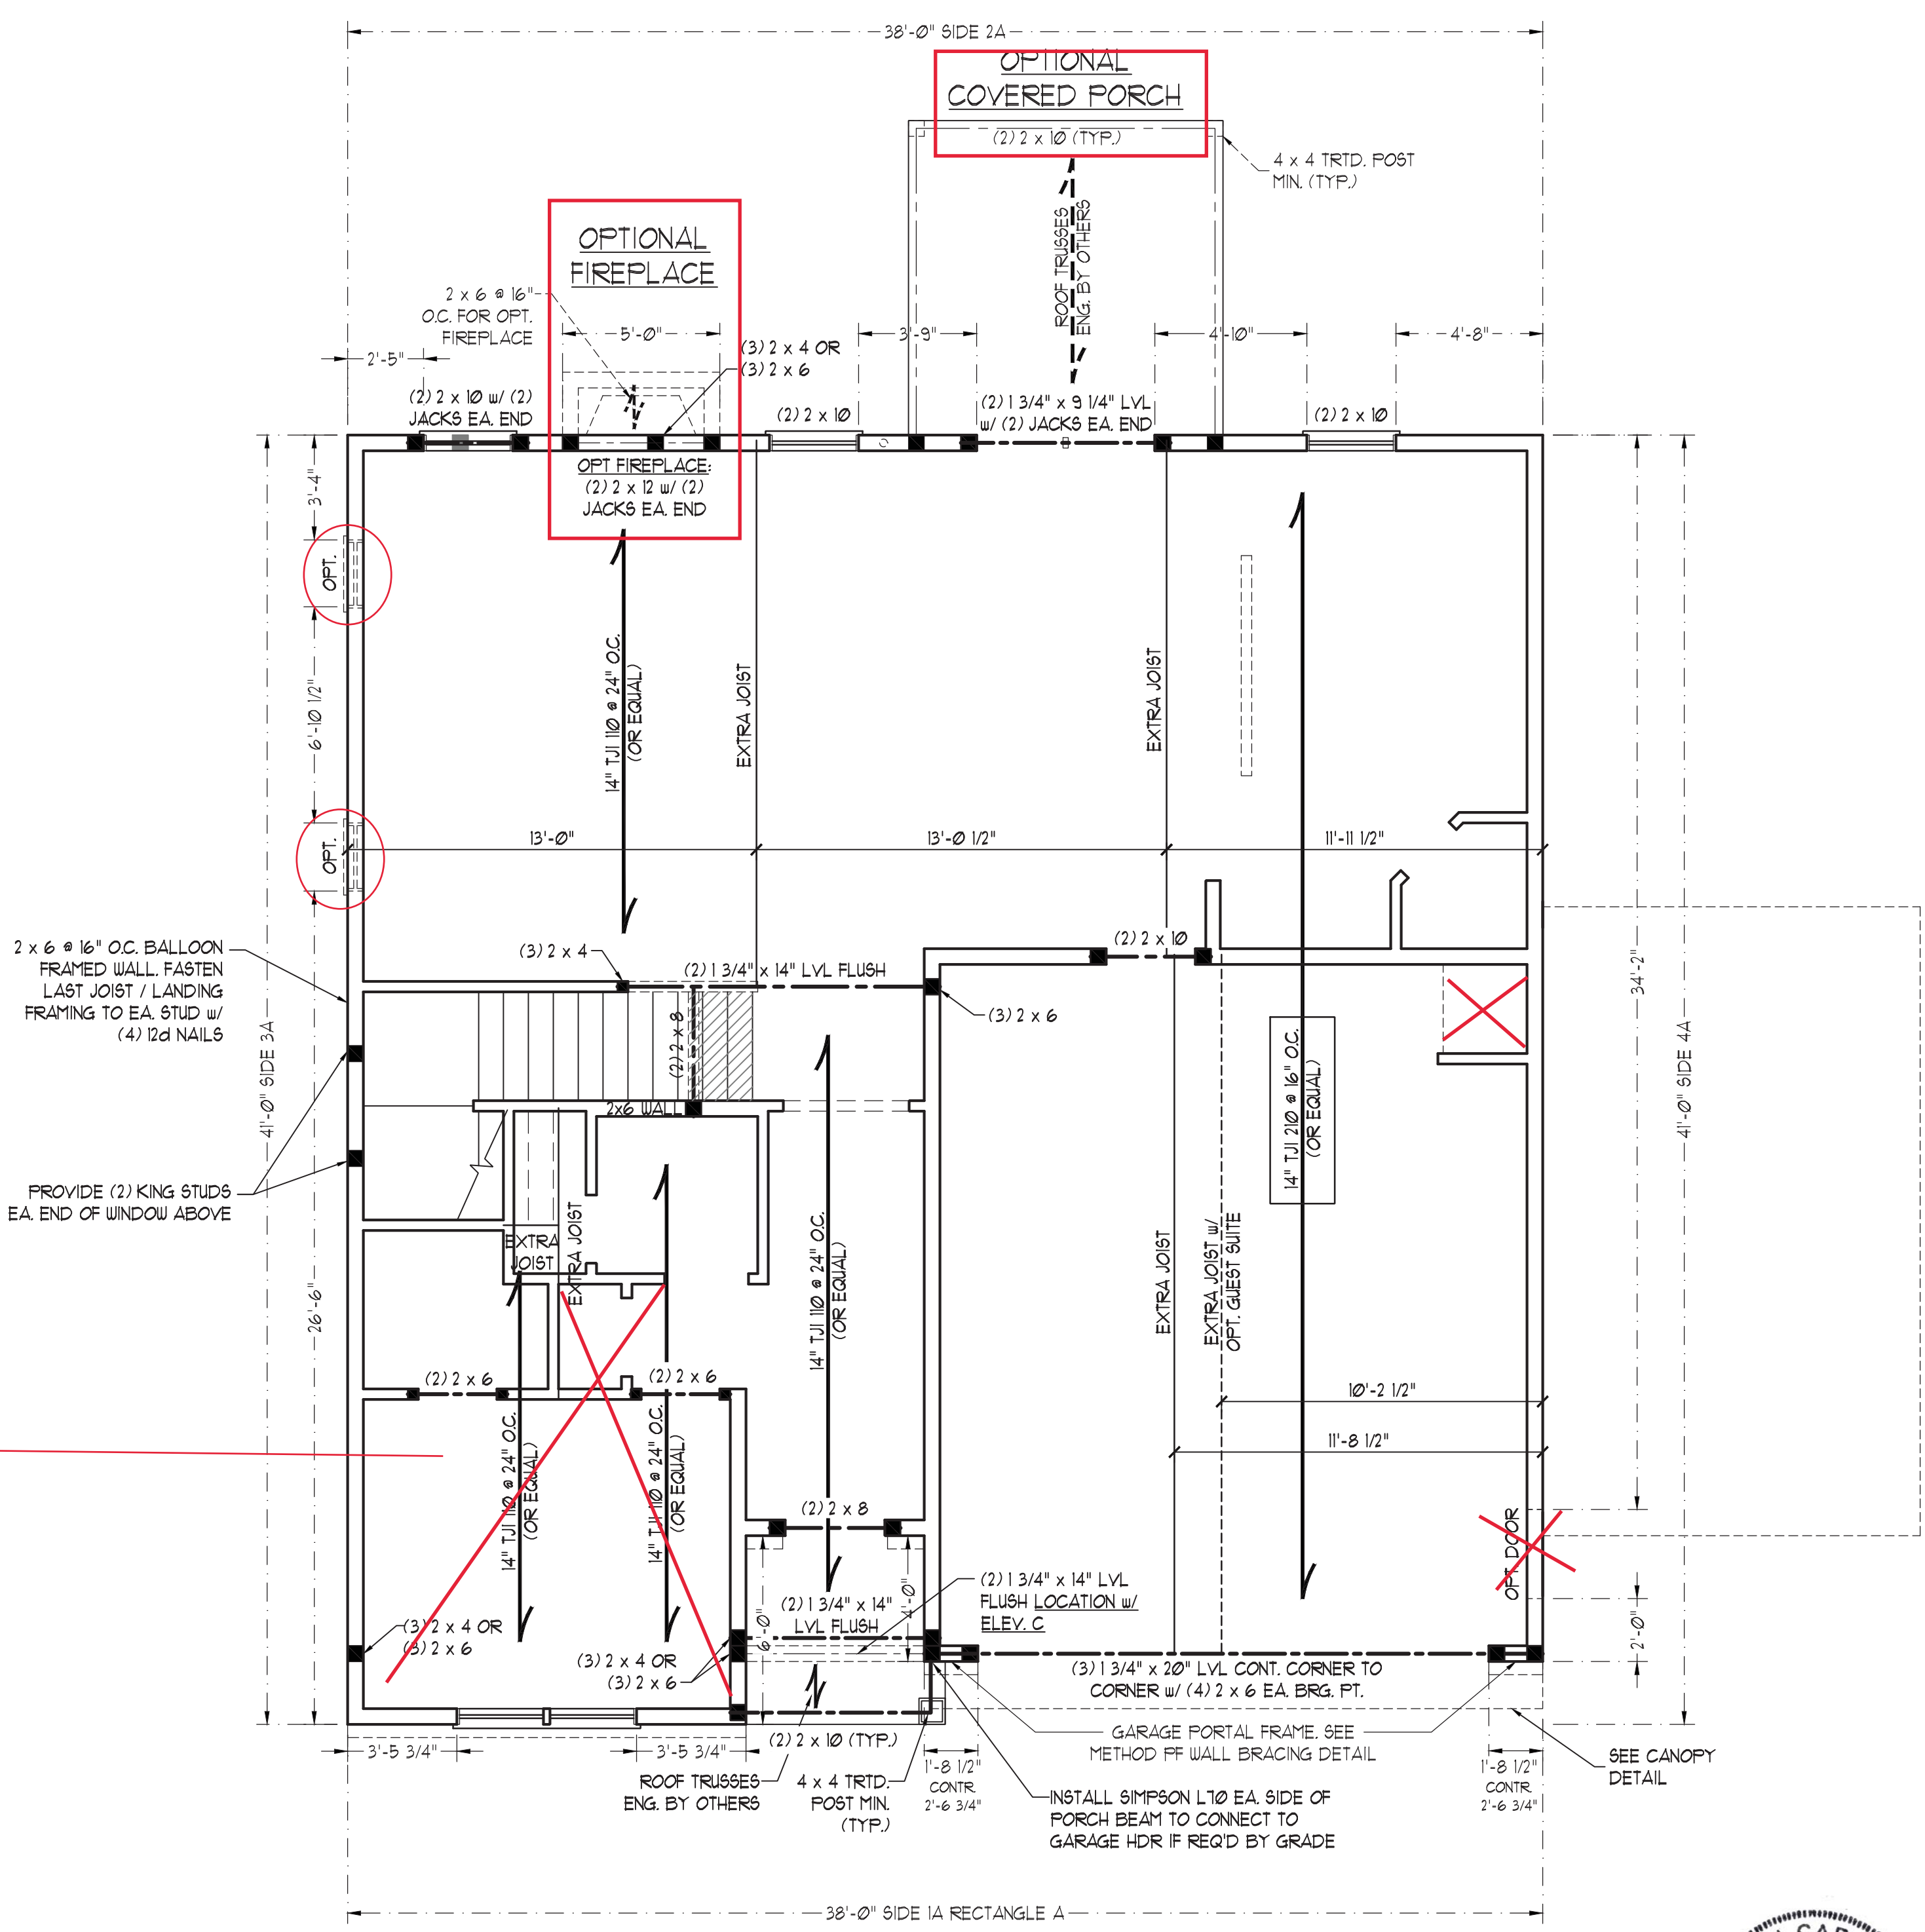 38'-0" SIDE 2A
OPTIONAL
COVERED PORCH
(2) 2 x 10 (TYP.)
4 x 4 TRTD. POST
MIN. (TYP.)
ROOF TRUSSES
ENG. BY OTHERS
OPTIONAL
FIREPLACE
2 x 6 @ 16"
O.C. FOR OPT.
FIREPLACE
5'-0"
3'-9"
4'-10"
4'-8"
2'-5"
(3) 2 x 4 OR
(3) 2 x 6
(2) 2 x 10 w/ (2)
JACKS EA. END
(2) 2 x 10
(2) 1 3/4" x 9 1/4" LVL
w/ (2) JACKS EA. END
(2) 2 x 10
OPT FIREPLACE:
(2) 2 x 12 w/ (2)
JACKS EA. END
3'-4"
OPT.
6'-10 1/2"
OPT.
14" TJI 110 @ 24" O.C.
(OR EQUAL)
EXTRA JOIST
EXTRA JOIST
13'-0"
13'-0 1/2"
11'-11 1/2"
2 x 6 @ 16" O.C. BALLOON
FRAMED WALL. FASTEN
LAST JOIST / LANDING
FRAMING TO EA. STUD w/
(4) 12d NAILS
(3) 2 x 4
(2) 1 3/4" x 14" LVL FLUSH
(2) 2 x 10
(3) 2 x 6
(2) 2 x 8
2x6 WALL
34'-2"
41'-0" SIDE 3A
41'-0" SIDE 4A
14" TJI 210 @ 16" O.C.
(OR EQUAL)
PROVIDE (2) KING STUDS
EA. END OF WINDOW ABOVE
EXTRA
JOIST
EXTRA JOIST
26'-6"
14" TJI 110 @ 24" O.C.
(OR EQUAL)
EXTRA JOIST
EXTRA JOIST w/
OPT. GUEST SUITE
(2) 2 x 6
(2) 2 x 6
10'-2 1/2"
11'-8 1/2"
14" TJI 110 @ 24" O.C.
(OR EQUAL)
14" TJI 110 @ 24" O.C.
(OR EQUAL)
(2) 2 x 8
OPT DOOR
(2) 1 3/4" x 14" LVL
FLUSH LOCATION w/
ELEV. C
(2) 1 3/4" x 14"
LVL FLUSH
6'-0"
4'-0"
2'-0"
(3) 2 x 4 OR
(3) 2 x 6
(3) 2 x 4 OR
(3) 2 x 6
(3) 1 3/4" x 20" LVL CONT. CORNER TO
CORNER w/ (4) 2 x 6 EA. BRG. PT.
GARAGE PORTAL FRAME. SEE
METHOD PF WALL BRACING DETAIL
(2) 2 x 10 (TYP.)
3'-5 3/4"
3'-5 3/4"
ROOF TRUSSES
ENG. BY OTHERS
4 x 4 TRTD.
POST MIN.
(TYP.)
1'-8 1/2"
CONTR.
2'-6 3/4"
1'-8 1/2"
CONTR.
2'-6 3/4"
SEE CANOPY
DETAIL
INSTALL SIMPSON L70 EA. SIDE OF
PORCH BEAM TO CONNECT TO
GARAGE HDR IF REQ'D BY GRADE
38'-0" SIDE 1A RECTANGLE A